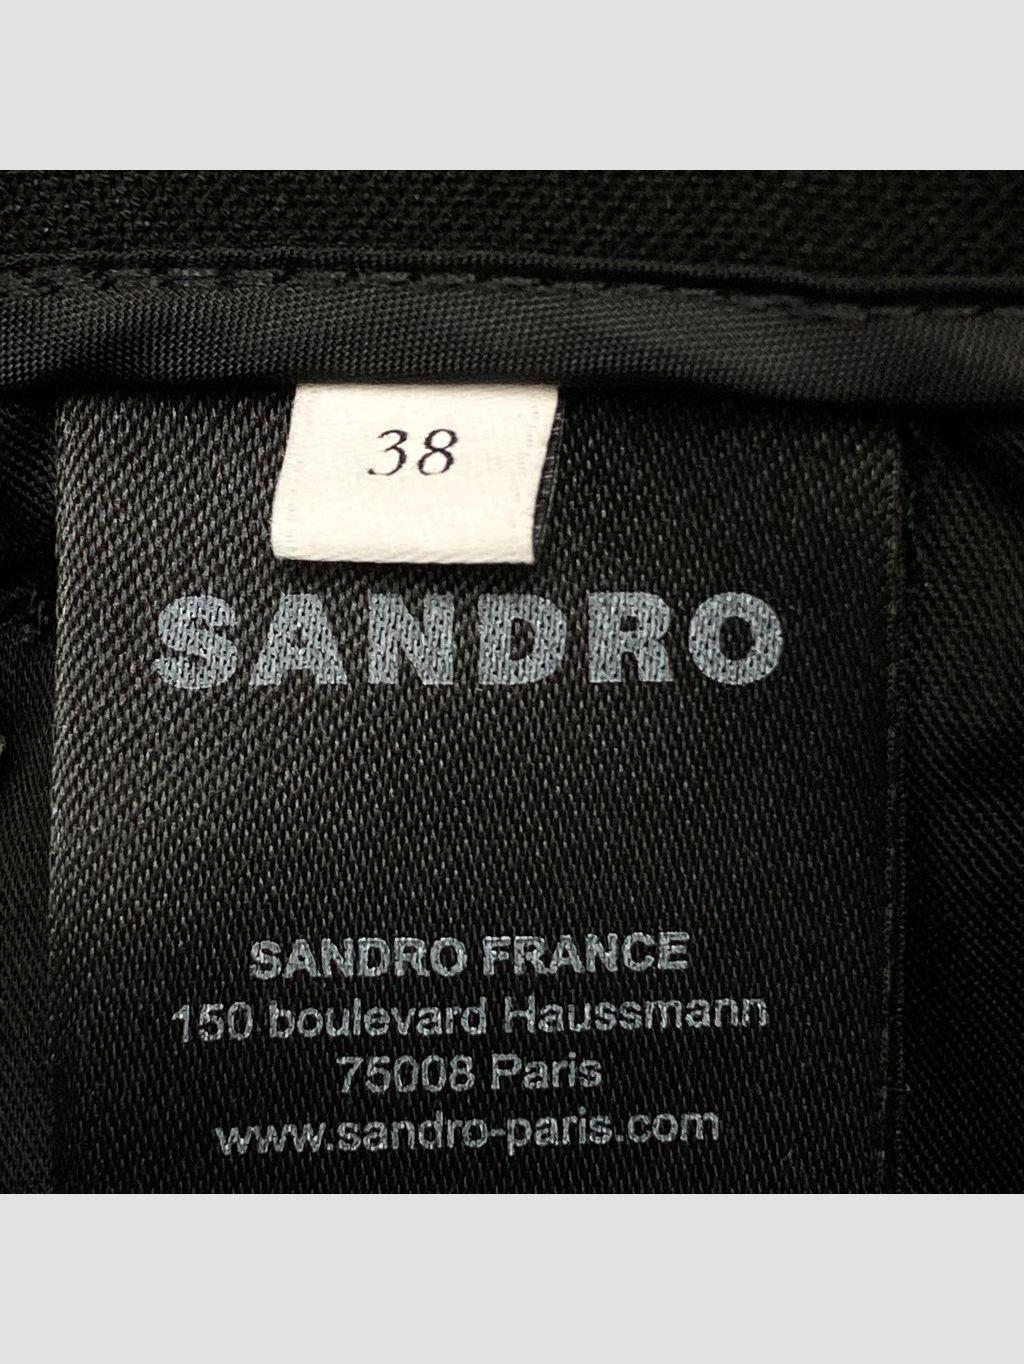 38
SANDRO
SANDRO FRANCE
150 boulevard Haussmann
75008 Paris
www.sandro-paris.com